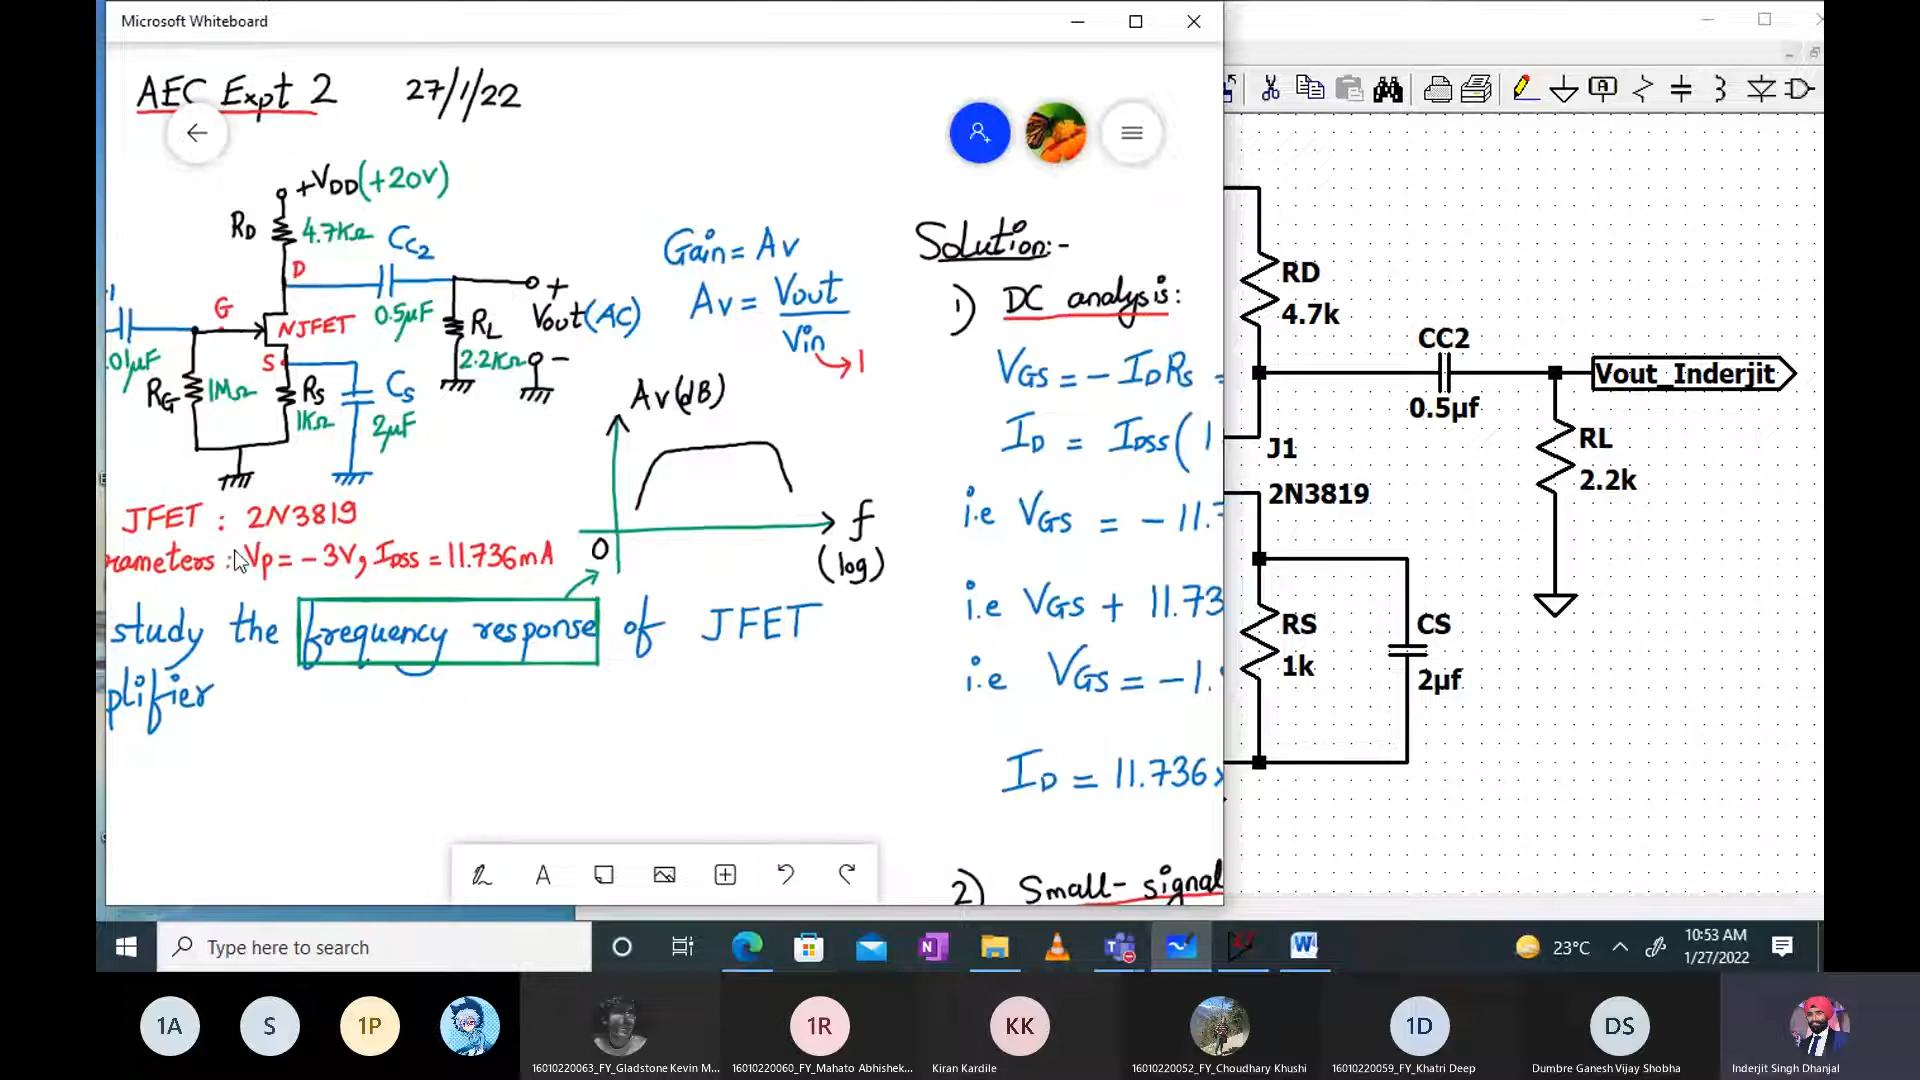 Microsoft Whiteboard
AEC Expt 2 27/1/22
+VDD(+20V)
RD 4.7KΩ CC2
D
G
NJFET 0.5μF
RL Vout(AC)
+
-
.01μF
S
2.2KΩ
RG 1MΩ RS CS
1KΩ 2μF
JFET : 2N3819
rameters : Vp = -3V, IDSS = 11.736mA
study the frequency response of JFET
plifier
Gain = Av
Av = Vout
Vin
1
Av(dB)
0
f
(log)
Solution:-
1) DC analysis:
VGS = -IDRS =
ID = IDSS(1
i.e VGS = -11.7
i.e VGS + 11.73
i.e VGS = -1.
ID = 11.736x
2) Small-signal
RD
4.7k
CC2
0.5μf
Vout_Inderjit
J1
2N3819
RL
2.2k
RS
1k
CS
2μf
Type here to search
23°C
10:53 AM
1/27/2022
1A S 1P 1R KK 1D DS
16010220063_FY_Gladstone Kevin M...
16010220060_FY_Mahato Abhishek...
Kiran Kardile
16010220052_FY_Choudhary Khushi
16010220059_FY_Khatri Deep
Dumbre Ganesh Vijay Shobha
Inderjit Singh Dhanjal